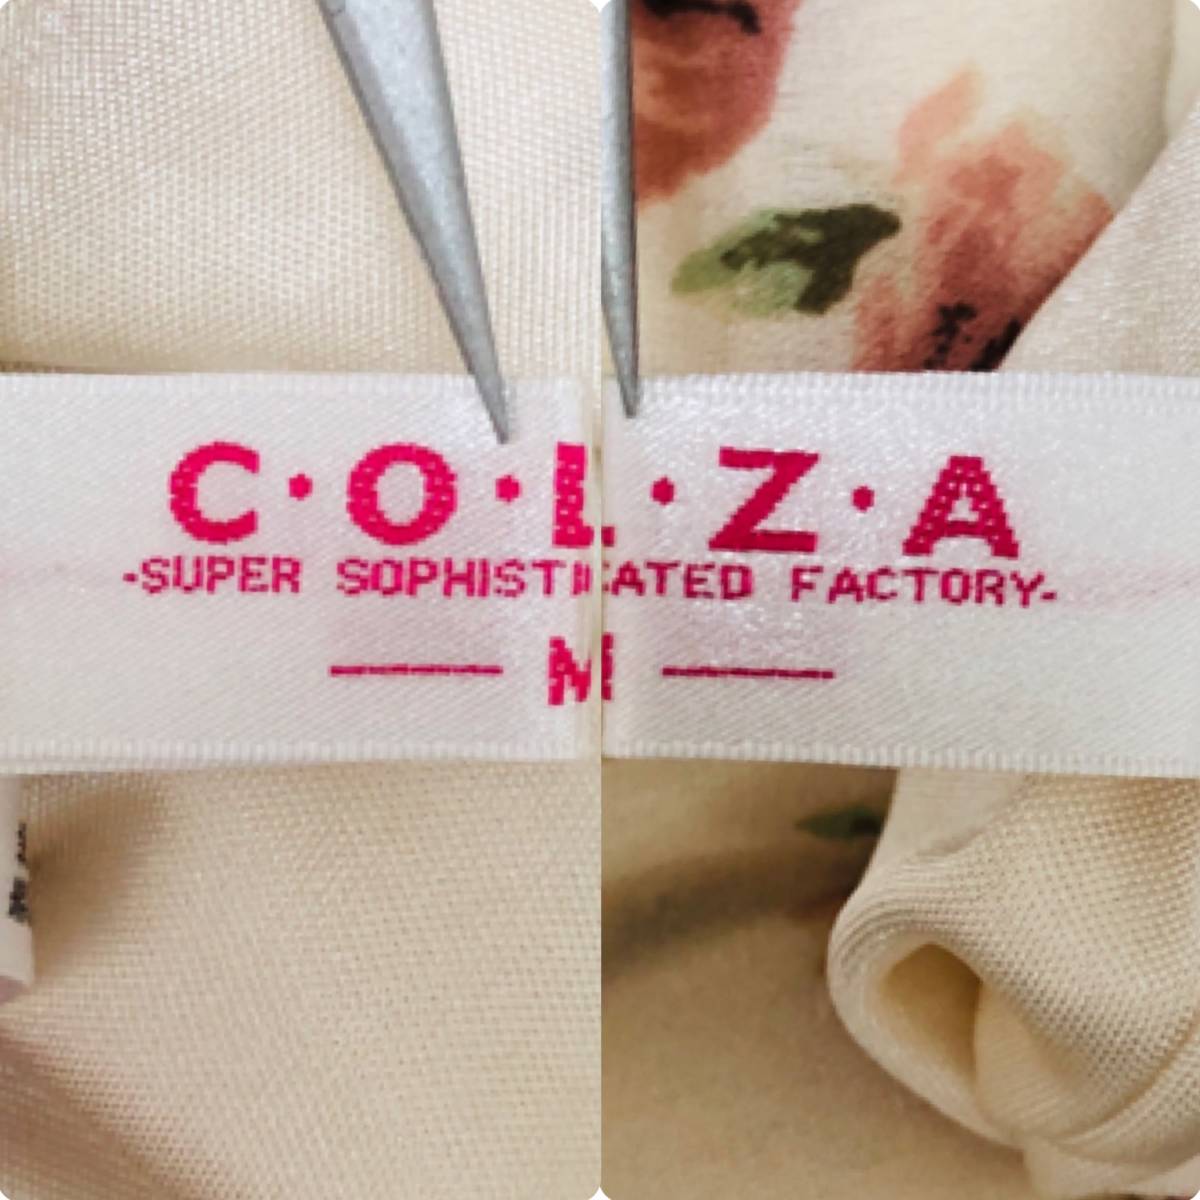 C·O·L·Z·A
-SUPER SOPHISTICATED FACTORY-
— M —